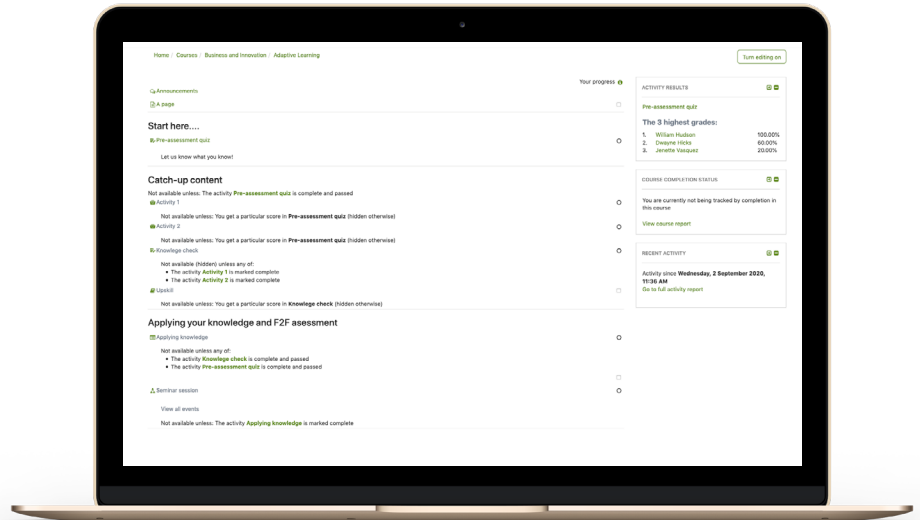 Home / Courses / Business and Innovation / Adaptive Learning
Turn editing on
Your progress
Announcements
A page
Start here....
Pre-assessment quiz
Let us know what you know!
Catch-up content
Not available unless: The activity Pre-assessment quiz is complete and passed
Activity 1
Not available unless: You get a particular score in Pre-assessment quiz (hidden otherwise)
Activity 2
Not available unless: You get a particular score in Pre-assessment quiz (hidden otherwise)
Knowlege check
Not available (hidden) unless any of:
• The activity Activity 1 is marked complete
• The activity Activity 2 is marked complete
Upskill
Not available unless: You get a particular score in Knowlege check (hidden otherwise)
Applying your knowledge and F2F asessment
Applying knowledge
Not available unless any of:
• The activity Knowlege check is complete and passed
• The activity Pre-assessment quiz is complete and passed
Seminar session
View all events
Not available unless: The activity Applying knowledge is marked complete
ACTIVITY RESULTS
Pre-assessment quiz
The 3 highest grades:
1. William Hudson 100.00%
2. Dwayne Hicks 60.00%
3. Jenette Vasquez 20.00%
COURSE COMPLETION STATUS
You are currently not being tracked by completion in
this course
View course report
RECENT ACTIVITY
Activity since Wednesday, 2 September 2020,
11:36 AM
Go to full activity report